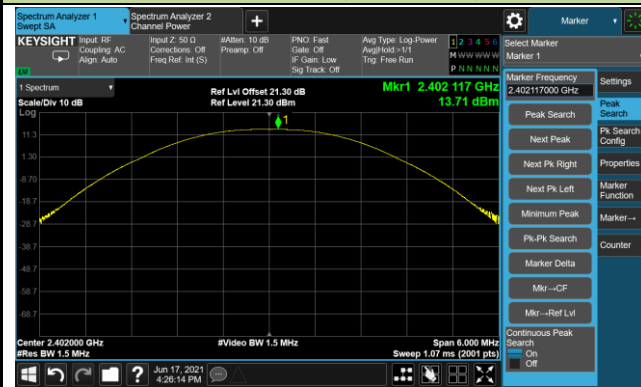 Spectrum Analyzer 1
Swept SA
Spectrum Analyzer 2
Channel Power
+
Marker
KEYSIGHT
Input: RF
Coupling: AC
Align: Auto
Input Z: 50 Ω
Corrections: Off
Freq Ref: Int (S)
#Atten: 10 dB
Preamp: Off
PNO: Fast
Gate: Off
IF Gain: Low
Sig Track: Off
Avg Type: Log-Power
Avg|Hold:>1/1
Trig: Free Run
1 2 3 4 5 6
M W W W W W
P N N N N N
LXI
Select Marker
Marker 1
1 Spectrum
Scale/Div 10 dB
Log
Ref Lvl Offset 21.30 dB
Ref Level 21.30 dBm
Mkr1 2.402 117 GHz
13.71 dBm
1
11.3
1.30
-8.70
-18.7
-28.7
-38.7
-48.7
-58.7
-68.7
Center 2.402000 GHz
#Res BW 1.5 MHz
#Video BW 1.5 MHz
Span 6.000 MHz
Sweep 1.07 ms (2001 pts)
Marker Frequency
2.402117000 GHz
Peak Search
Next Peak
Next Pk Right
Next Pk Left
Minimum Peak
Pk-Pk Search
Marker Delta
Mkr→CF
Mkr→Ref Lvl
Continuous Peak
Search
On
Off
Settings
Peak
Search
Pk Search
Config
Properties
Marker
Function
Marker→
Counter
?
Jun 17, 2021
4:26:14 PM